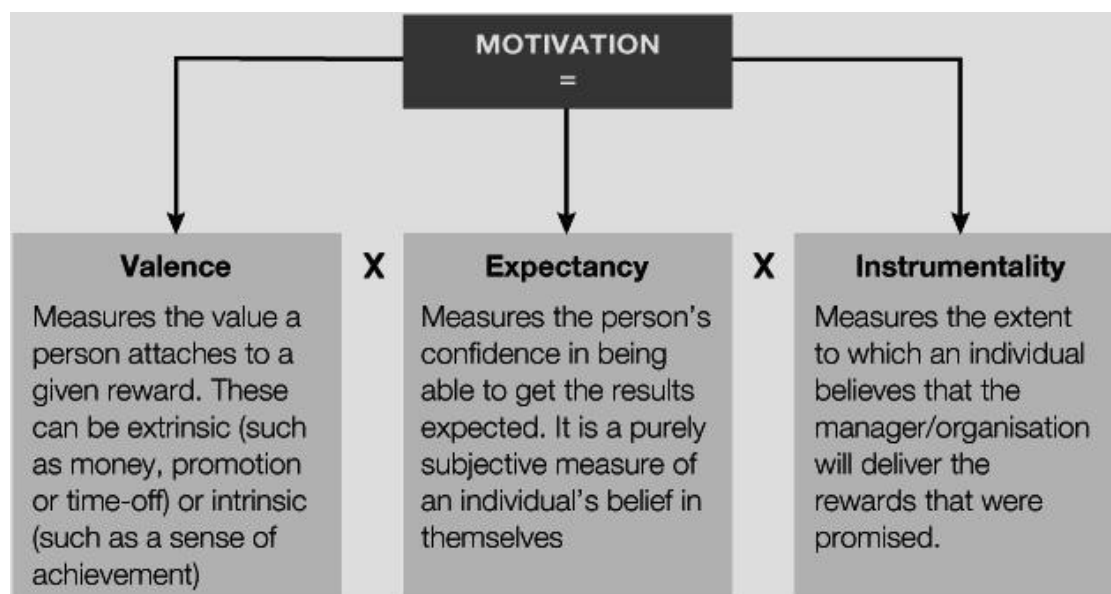 MOTIVATION
=
Valence
Measures the value a
person attaches to a
given reward. These
can be extrinsic (such
as money, promotion
or time-off) or intrinsic
(such as a sense of
achievement)
X
Expectancy
Measures the person's
confidence in being
able to get the results
expected. It is a purely
subjective measure of
an individual's belief in
themselves
X
Instrumentality
Measures the extent
to which an individual
believes that the
manager/organisation
will deliver the
rewards that were
promised.